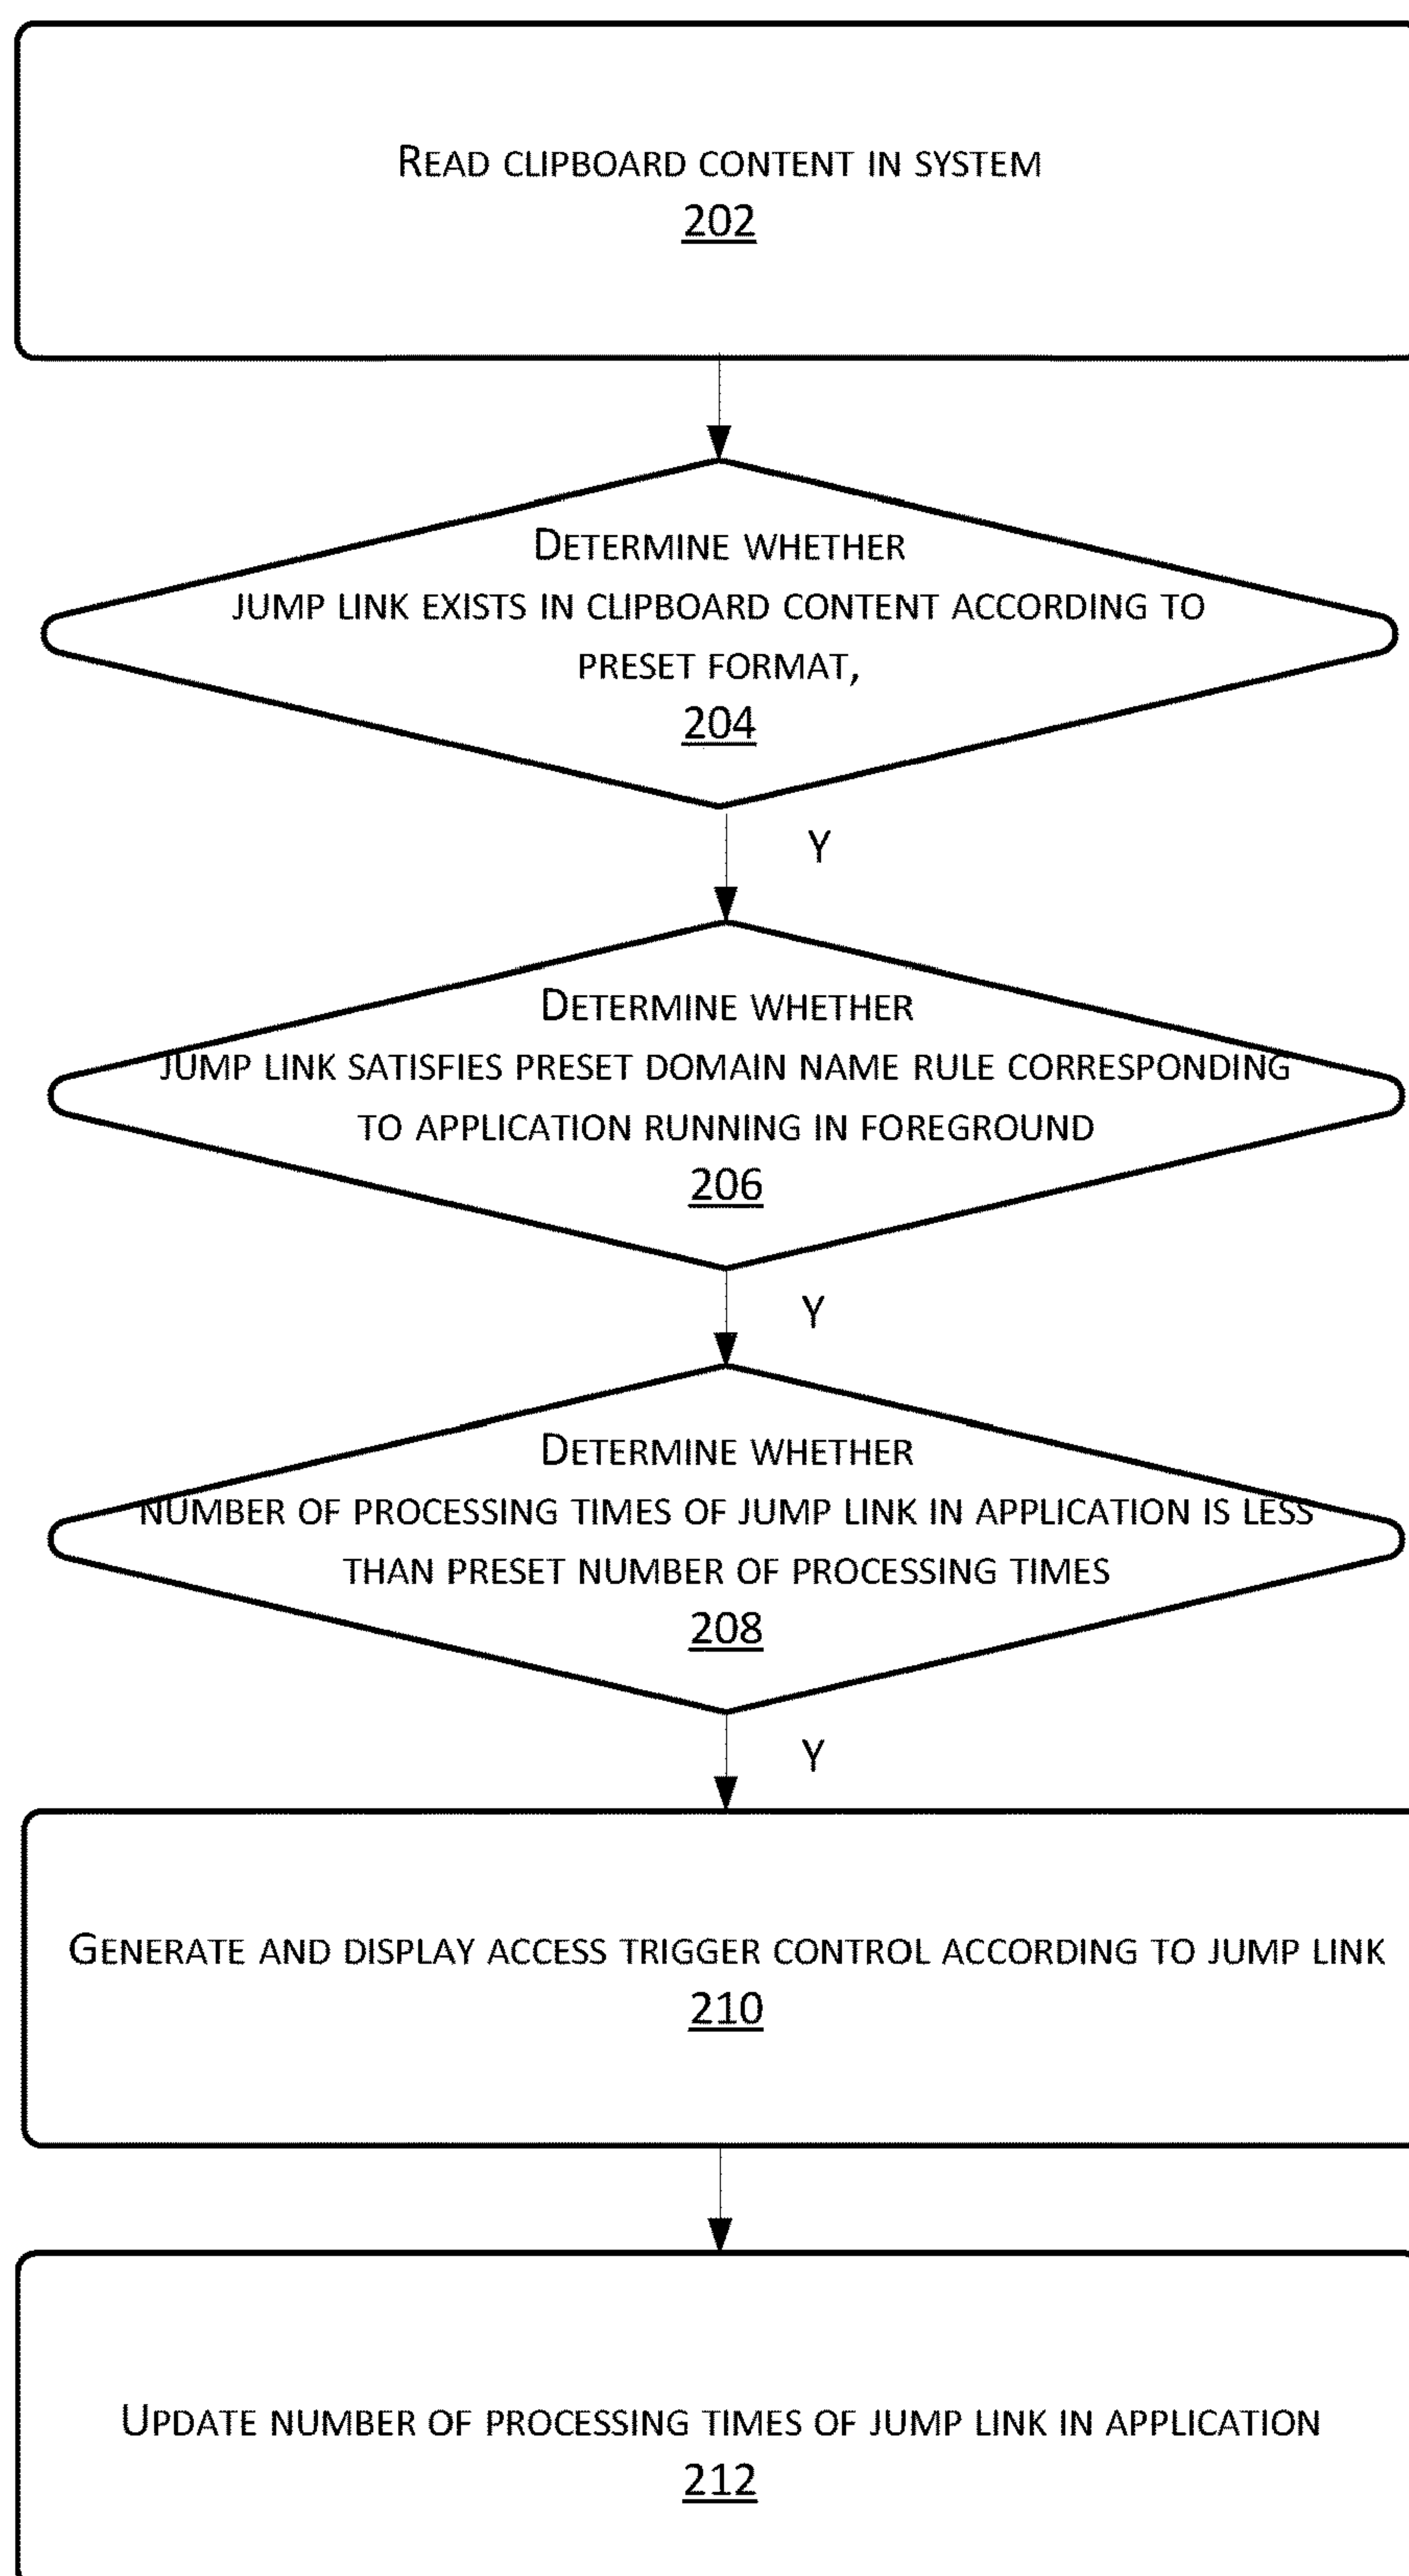 READ CLIPBOARD CONTENT IN SYSTEM
202
DETERMINE WHETHER
JUMP LINK EXISTS IN CLIPBOARD CONTENT ACCORDING TO
PRESET FORMAT,
204
Y
DETERMINE WHETHER
JUMP LINK SATISFIES PRESET DOMAIN NAME RULE CORRESPONDING
TO APPLICATION RUNNING IN FOREGROUND
206
Y
DETERMINE WHETHER
NUMBER OF PROCESSING TIMES OF JUMP LINK IN APPLICATION IS LESS
THAN PRESET NUMBER OF PROCESSING TIMES
208
Y
GENERATE AND DISPLAY ACCESS TRIGGER CONTROL ACCORDING TO JUMP LINK
210
UPDATE NUMBER OF PROCESSING TIMES OF JUMP LINK IN APPLICATION
212